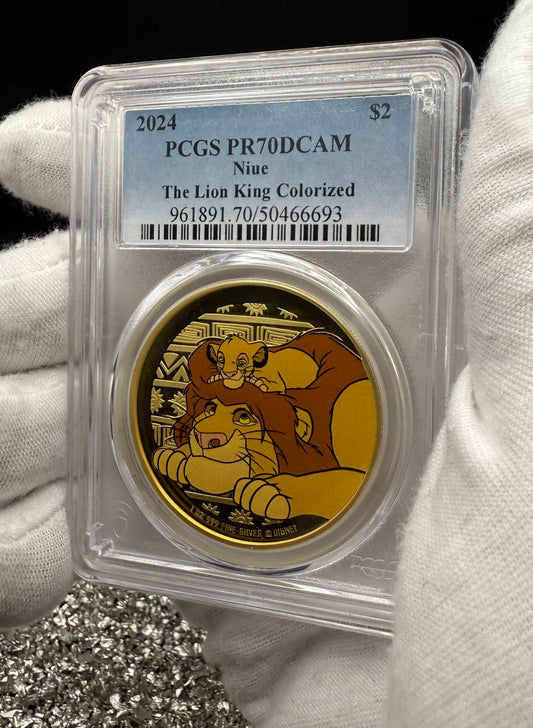 2024 $2
PCGS PR70DCAM
Niue
The Lion King Colorized
961891.70/50466693
1 OZ 999 FINE SILVER © DISNEY